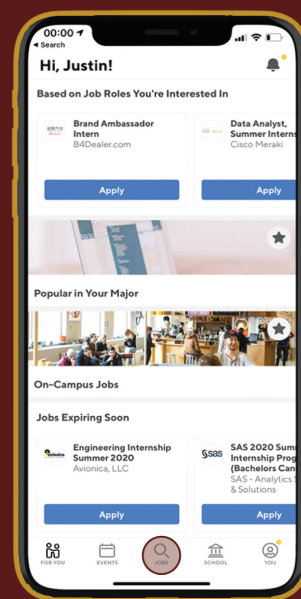 00:00
Search
Hi, Justin!
Based on Job Roles You're Interested In
Brand Ambassador
Intern
B4Dealer.com
Apply
Data Analyst,
Summer Interns
Cisco Meraki
Apply
Popular in Your Major
On-Campus Jobs
Jobs Expiring Soon
avionica
Engineering Internship
Summer 2020
Avionica, LLC
Apply
sas
SAS 2020 Summ
Internship Prog
(Bachelors Can
SAS - Analytics S
& Solutions
Apply
FOR YOU
EVENTS
JOBS
SCHOOL
YOU